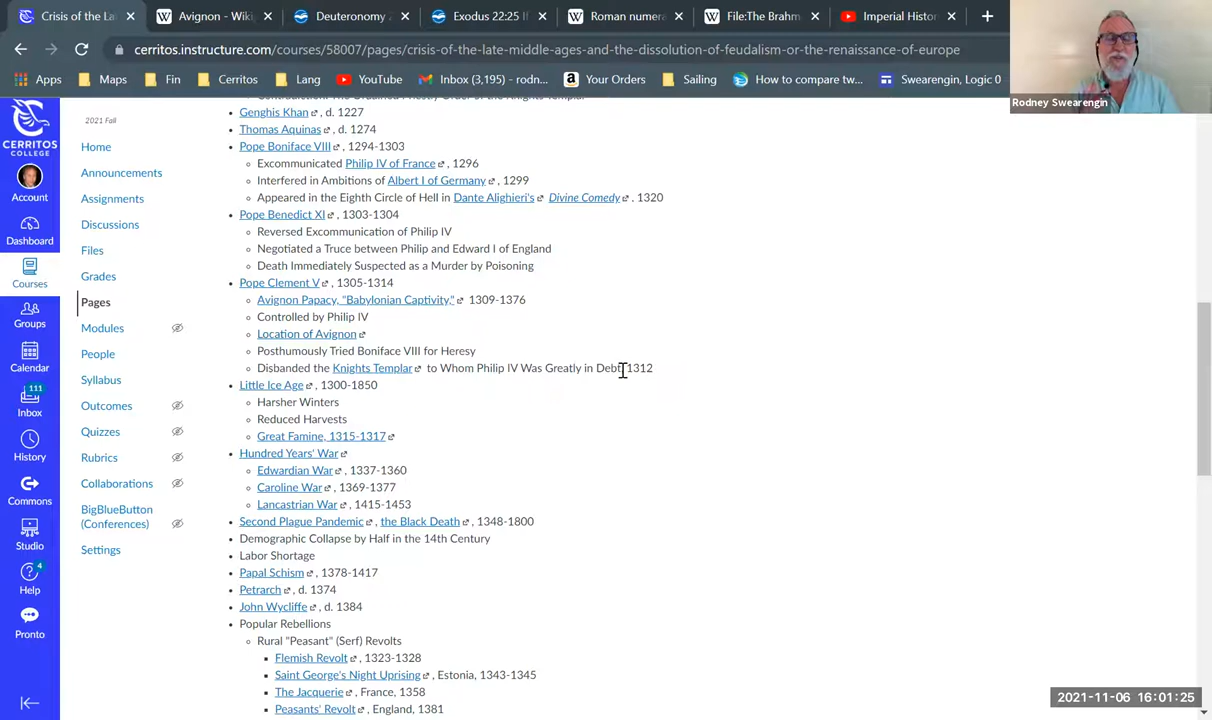 Crisis of the La
Avignon - Wiki
Deuteronomy
Exodus 22:25 II
Roman numera
File:The Brahm
Imperial Histor
cerritos.instructure.com/courses/58007/pages/crisis-of-the-late-middle-ages-and-the-dissolution-of-feudalism-or-the-renaissance-of-europe
Apps
Maps
Fin
Cerritos
Lang
YouTube
Inbox (3,195) - rodn...
Your Orders
Sailing
How to compare tw...
Swearengin, Logic 0
Rodney Swearengin
CERRITOS
COLLEGE
Account
Dashboard
Courses
Groups
Calendar
111
Inbox
History
Commons
Studio
4
Help
Pronto
2021 Fall
Home
Announcements
Assignments
Discussions
Files
Grades
Pages
Modules
People
Syllabus
Outcomes
Quizzes
Rubrics
Collaborations
BigBlueButton
(Conferences)
Settings
Genghis Khan , d. 1227
Thomas Aquinas , d. 1274
Pope Boniface VIII , 1294-1303
Excommunicated Philip IV of France , 1296
Interfered in Ambitions of Albert I of Germany , 1299
Appeared in the Eighth Circle of Hell in Dante Alighieri's Divine Comedy , 1320
Pope Benedict XI , 1303-1304
Reversed Excommunication of Philip IV
Negotiated a Truce between Philip and Edward I of England
Death Immediately Suspected as a Murder by Poisoning
Pope Clement V , 1305-1314
Avignon Papacy, "Babylonian Captivity," 1309-1376
Controlled by Philip IV
Location of Avignon
Posthumously Tried Boniface VIII for Heresy
Disbanded the Knights Templar to Whom Philip IV Was Greatly in Debt 1312
Little Ice Age , 1300-1850
Harsher Winters
Reduced Harvests
Great Famine, 1315-1317
Hundred Years' War
Edwardian War , 1337-1360
Caroline War , 1369-1377
Lancastrian War , 1415-1453
Second Plague Pandemic , the Black Death , 1348-1800
Demographic Collapse by Half in the 14th Century
Labor Shortage
Papal Schism , 1378-1417
Petrarch , d. 1374
John Wycliffe , d. 1384
Popular Rebellions
Rural "Peasant" (Serf) Revolts
Flemish Revolt , 1323-1328
Saint George's Night Uprising , Estonia, 1343-1345
The Jacquerie , France, 1358
Peasants' Revolt , England, 1381
2021-11-06 16:01:25